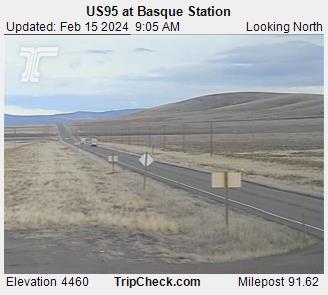 US95 at Basque Station
Updated: Feb 15 2024 9:05 AM Looking North
Elevation 4460 TripCheck.com Milepost 91.62